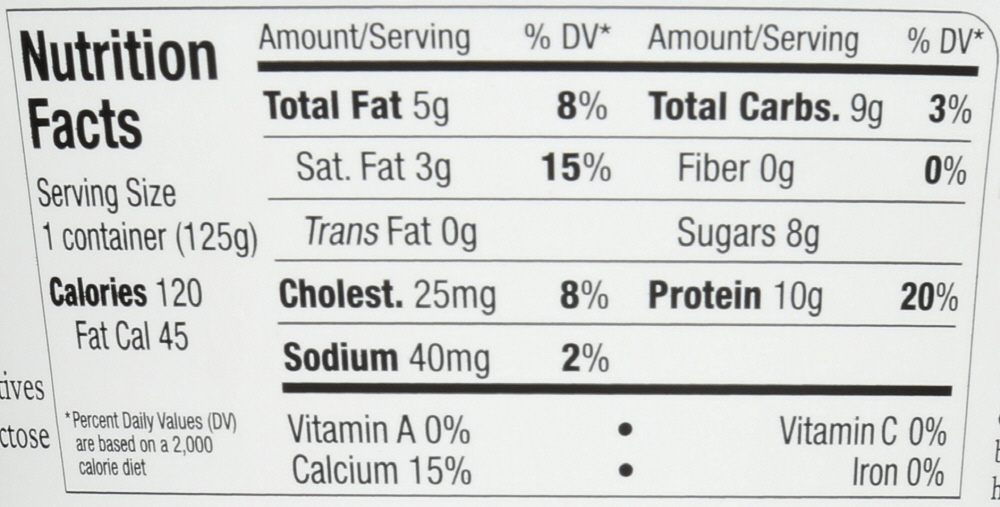 Nutrition
Facts
Serving Size
1 container (125g)
Calories 120
Fat Cal 45
*Percent Daily Values (DV)
are based on a 2,000
calorie diet
Amount/Serving % DV* Amount/Serving % DV*
Total Fat 5g 8% Total Carbs. 9g 3%
Sat. Fat 3g 15% Fiber 0g 0%
Trans Fat 0g Sugars 8g
Cholest. 25mg 8% Protein 10g 20%
Sodium 40mg 2%
Vitamin A 0% • Vitamin C 0%
Calcium 15% • Iron 0%
tives
ctose